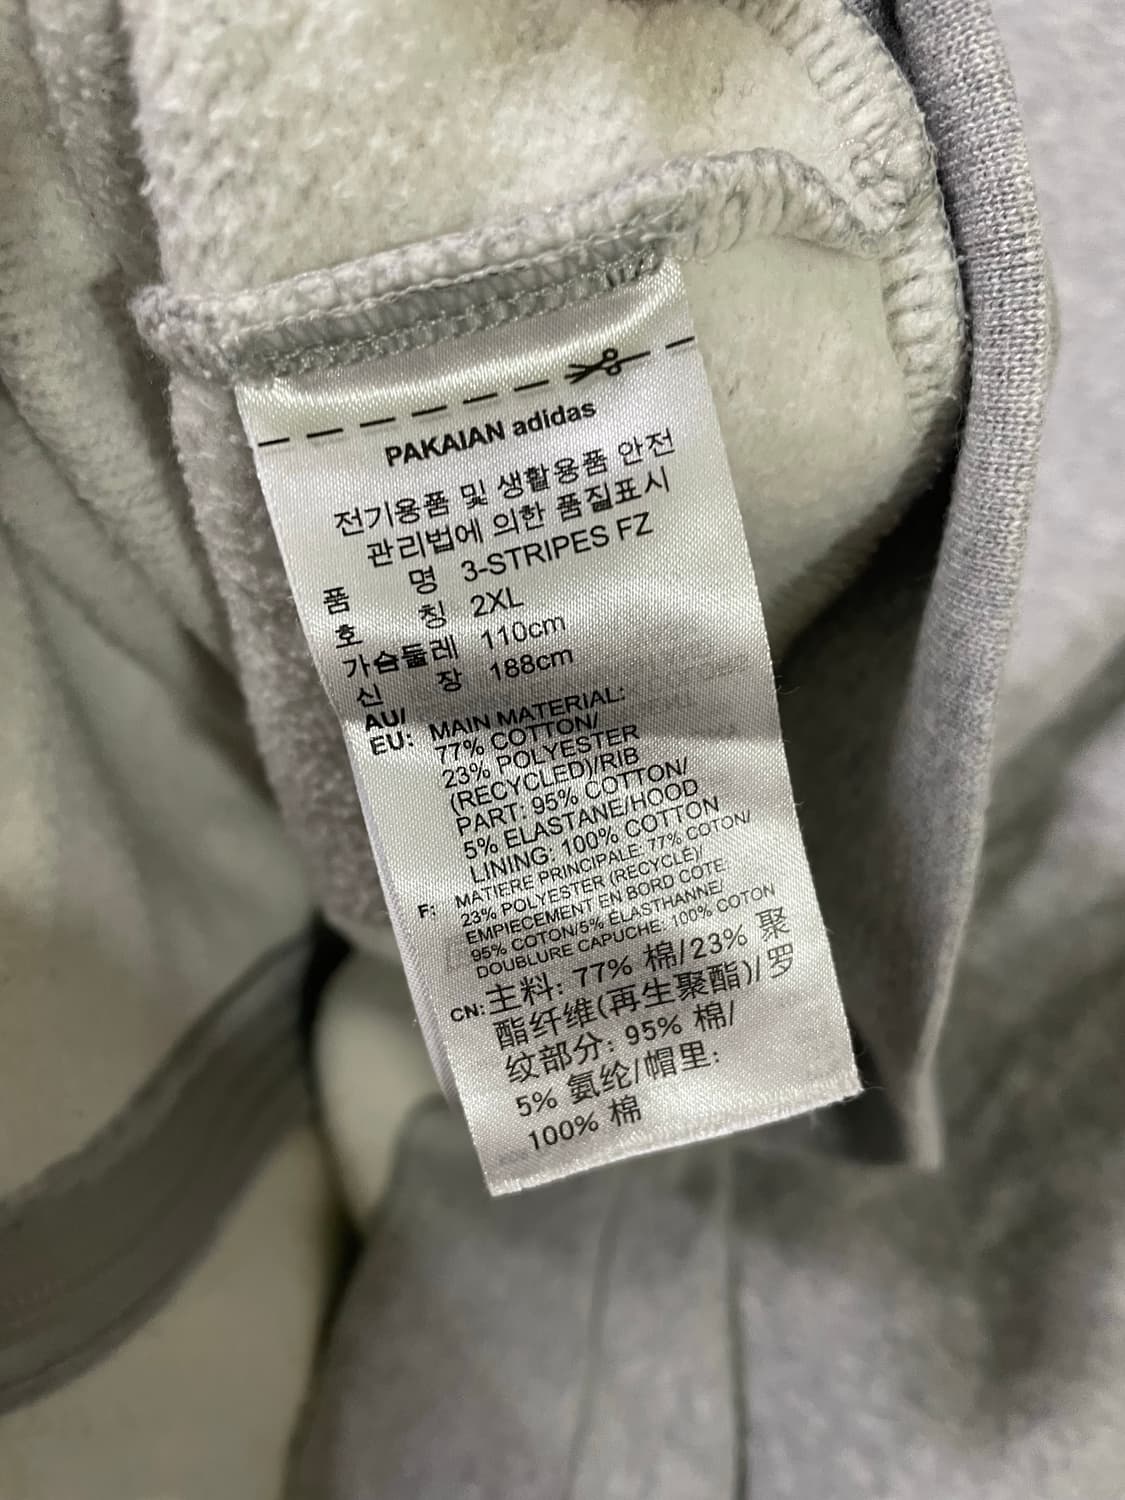 PAKAIAN adidas
전기용품 및 생활용품 안전
관리법에 의한 품질표시
품 명 3-STRIPES FZ
호 칭 2XL
가슴둘레 110cm
신 장 188cm
AU/
EU: MAIN MATERIAL:
77% COTTON/
23% POLYESTER
(RECYCLED)/RIB
PART: 95% COTTON/
5% ELASTANE/HOOD
LINING: 100% COTTON
F: MATIERE PRINCIPALE: 77% COTON/
23% POLYESTER (RECYCLÉ)/
EMPIECEMENT EN BORD COTE:
95% COTON/5% ÉLASTHANNE/
DOUBLURE CAPUCHE: 100% COTON
CN: 主料: 77% 棉/23% 聚
酯纤维(再生聚酯)/ 罗
纹部分: 95% 棉/
5% 氨纶/帽里:
100% 棉